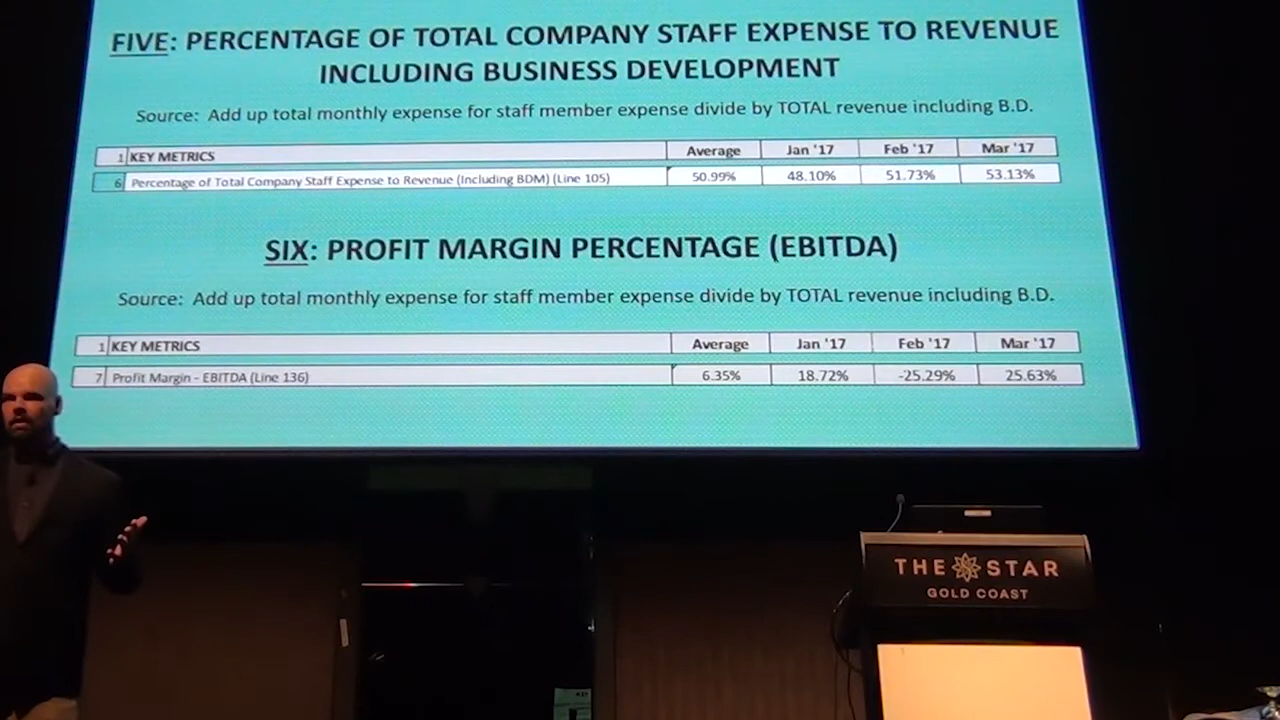 FIVE: PERCENTAGE OF TOTAL COMPANY STAFF EXPENSE TO REVENUE
INCLUDING BUSINESS DEVELOPMENT
Source: Add up total monthly expense for staff member expense divide by TOTAL revenue including B.D.
1 KEY METRICS Average Jan '17 Feb '17 Mar '17
6 Percentage of Total Company Staff Expense to Revenue (Including BDM) (Line 105) 50.99% 48.10% 51.73% 53.13%
SIX: PROFIT MARGIN PERCENTAGE (EBITDA)
Source: Add up total monthly expense for staff member expense divide by TOTAL revenue including B.D.
1 KEY METRICS Average Jan '17 Feb '17 Mar '17
7 Profit Margin - EBITDA (Line 136) 6.35% 18.72% -25.29% 25.63%
THE STAR
GOLD COAST